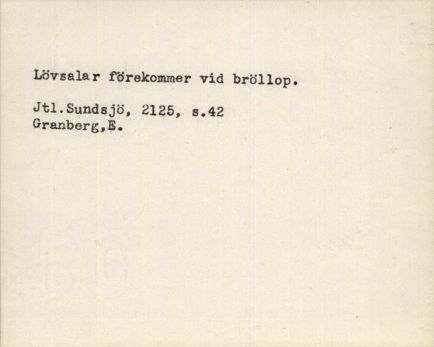 Lövsalar förekommer vid bröllop.
Jtl.Sundsjö, 2125, s.42
Granberg,E.